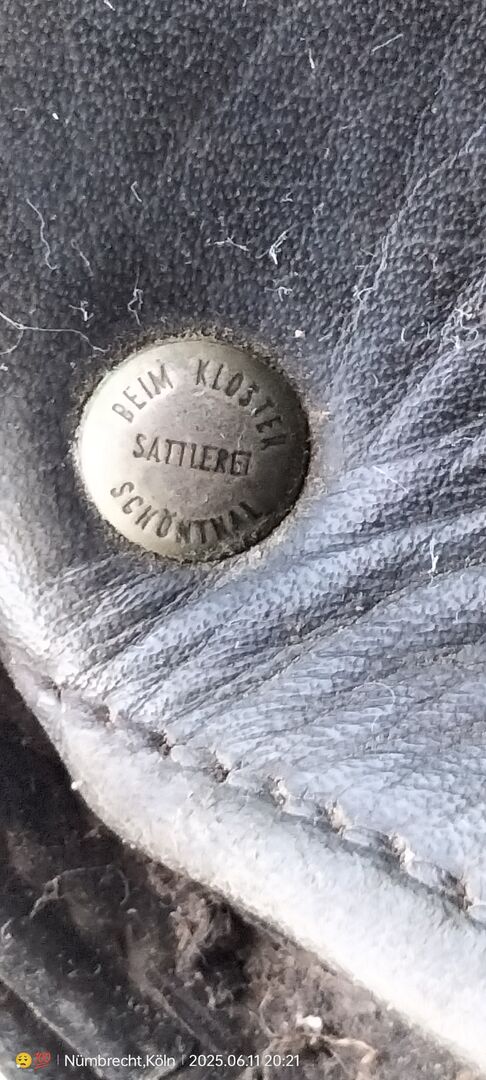 BEIM KLOSTER
SATTLEREI
SCHÖNTHAL
Nümbrecht,Köln | 2025.06.11 20:21